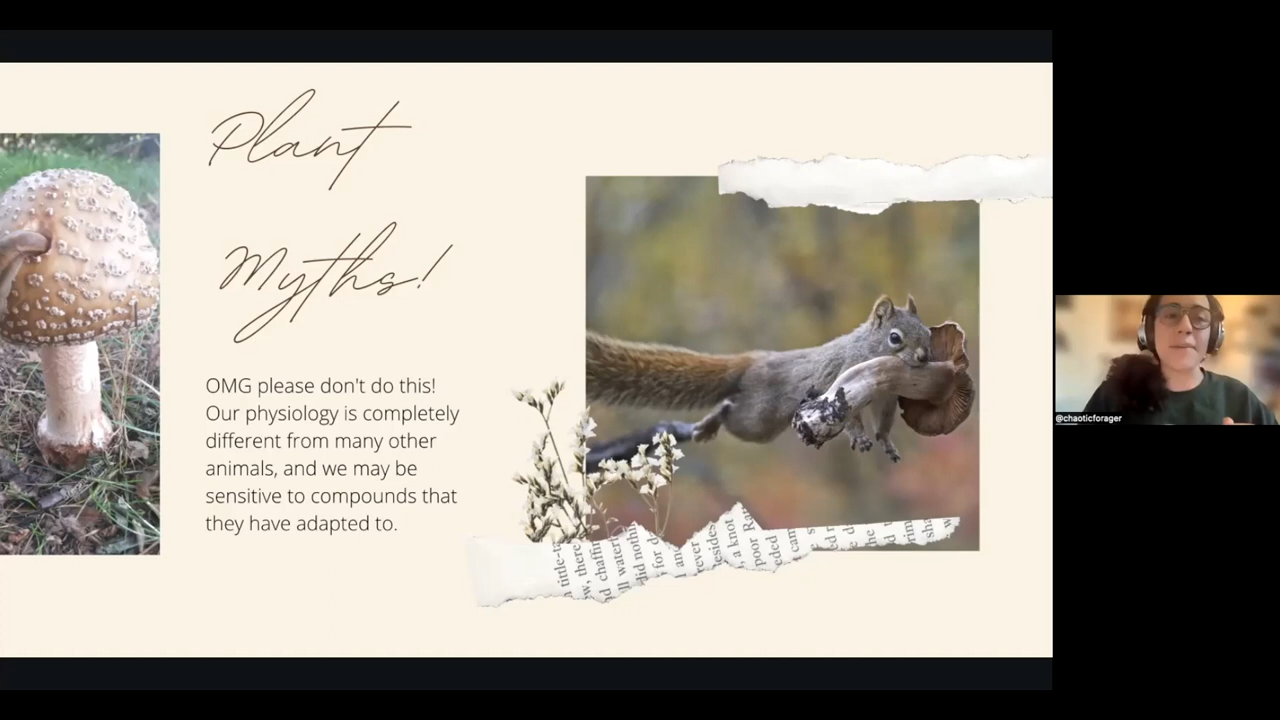 Plant
Myths!
OMG please don't do this!
Our physiology is completely
different from many other
animals, and we may be
sensitive to compounds that
they have adapted to.
@chaoticforager